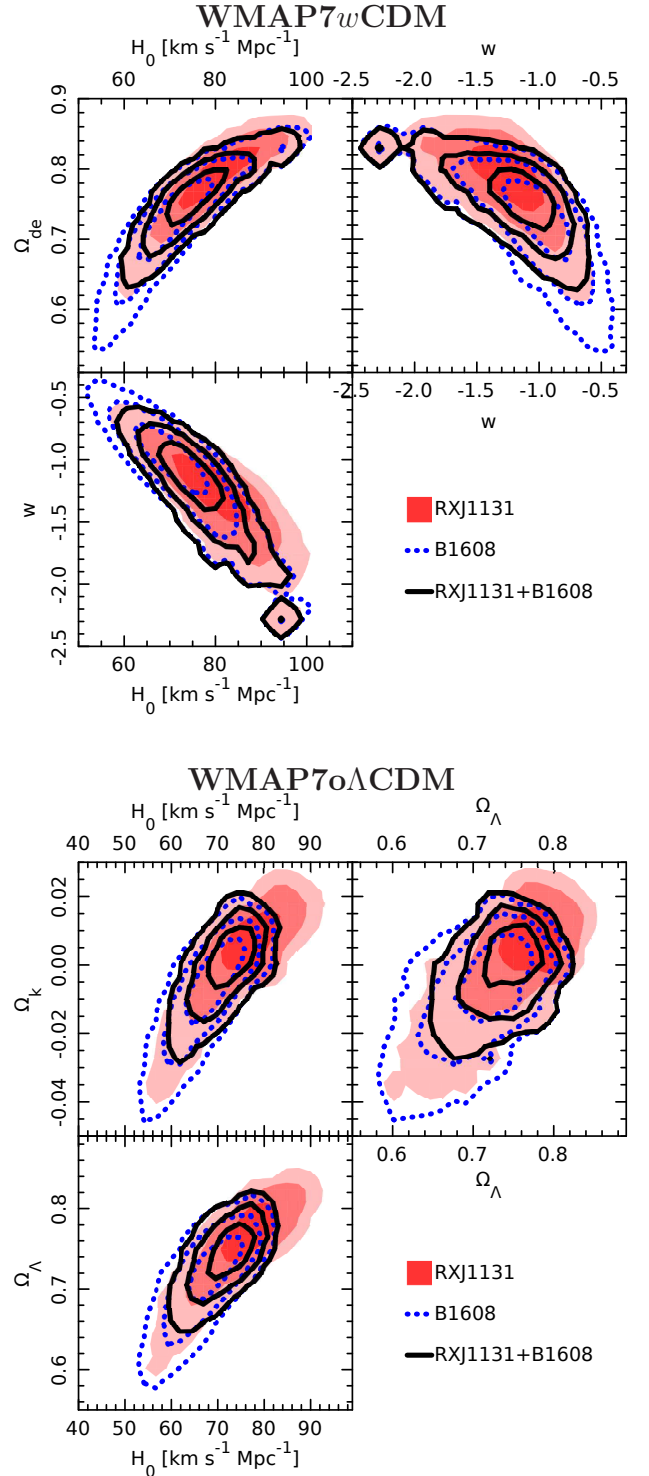 WMAP7wCDM
H0 [km s-1 Mpc-1]
w
60 80 100
-2.5 -2.0 -1.5 -1.0 -0.5
Ωde
0.9
0.8
0.7
0.6
-2.5 -2.0 -1.5 -1.0 -0.5
w
w
-0.5
-1.0
-1.5
-2.0
-2.5
RXJ1131
B1608
RXJ1131+B1608
60 80 100
H0 [km s-1 Mpc-1]
WMAP7oΛCDM
H0 [km s-1 Mpc-1]
ΩΛ
40 50 60 70 80 90
0.6 0.7 0.8
Ωk
0.02
0.00
-0.02
-0.04
0.6 0.7 0.8
ΩΛ
ΩΛ
0.8
0.7
0.6
RXJ1131
B1608
RXJ1131+B1608
40 50 60 70 80 90
H0 [km s-1 Mpc-1]